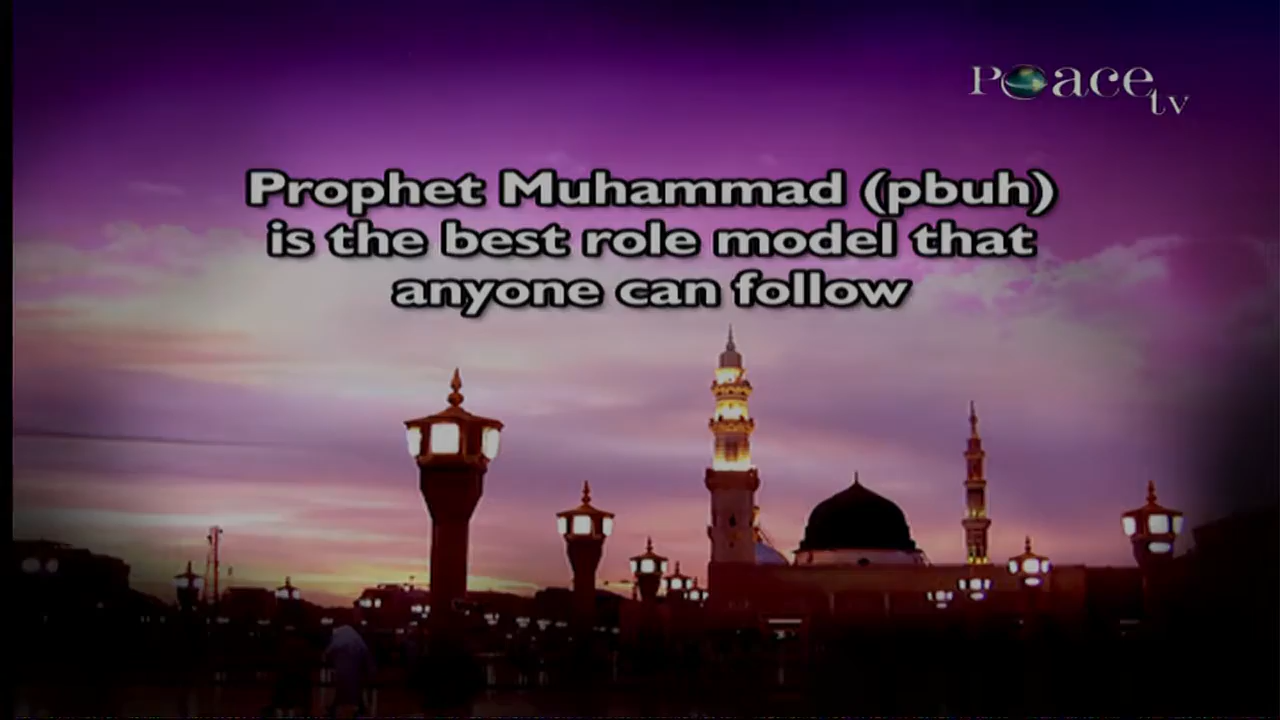 Peace tv
Prophet Muhammad (pbuh)
is the best role model that
anyone can follow